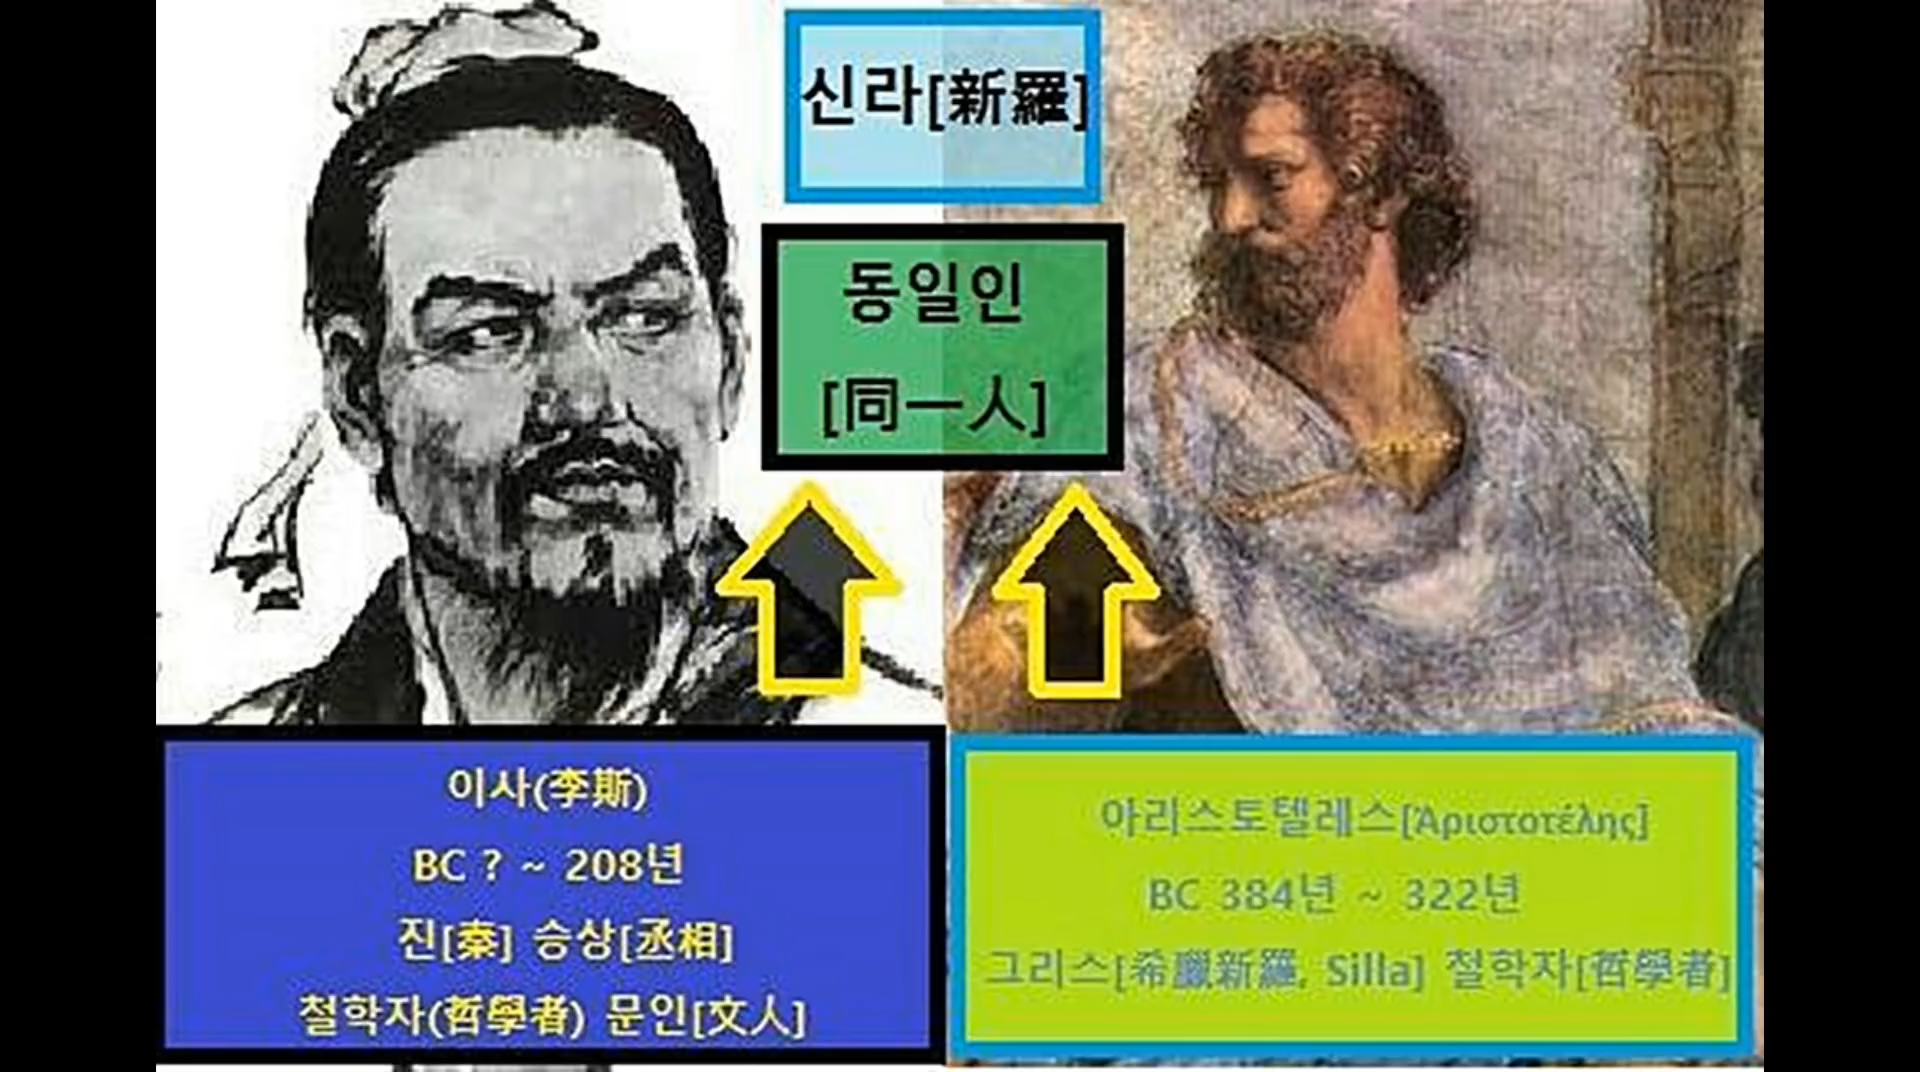 신라[新羅]
동일인
[同一人]
이사(李斯)
BC ? ~ 208년
진[秦] 승상[丞相]
철학자(哲學者) 문인[文人]
아리스토텔레스[Ἀριστοτέλης]
BC 384년 ~ 322년
그리스[希臘新羅, Silla] 철학자[哲學者]